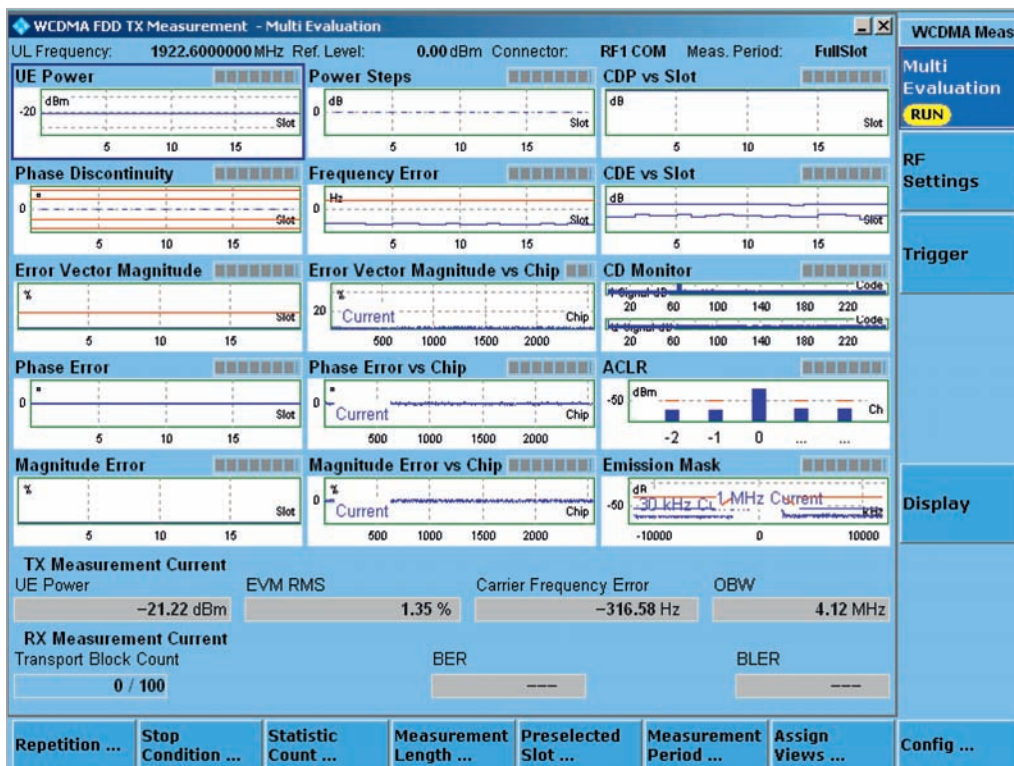 WCDMA FDD TX Measurement - Multi Evaluation
UL Frequency: 1922.6000000 MHz Ref. Level: 0.00 dBm Connector: RF1 COM Meas. Period: FullSlot
UE Power
dBm
-20
Slot
5 10 15
Power Steps
dB
0
Slot
5 10 15
CDP vs Slot
dB
Slot
5 10 15
Phase Discontinuity
0
Slot
5 10 15
Frequency Error
Hz
0
Slot
5 10 15
CDE vs Slot
dB
Slot
5 10 15
Error Vector Magnitude
%
Slot
5 10 15
Error Vector Magnitude vs Chip
%
20
Current
Chip
500 1000 1500 2000
CD Monitor
Code
20 60 100 140 180 220
Code
20 60 100 140 180 220
Phase Error
0
Slot
5 10 15
Phase Error vs Chip
0
Current
Chip
500 1000 1500 2000
ACLR
dBm
-50
Ch
-2 -1 0 ... ...
Magnitude Error
%
Slot
5 10 15
Magnitude Error vs Chip
%
0
Current
Chip
500 1000 1500 2000
Emission Mask
dB
-50
30 kHz 1 MHz Current
kHz
-10000 0 10000
TX Measurement Current
UE Power EVM RMS Carrier Frequency Error OBW
-21.22 dBm 1.35 % -316.58 Hz 4.12 MHz
RX Measurement Current
Transport Block Count BER BLER
0 / 100 --- ---
WCDMA Meas
Multi
Evaluation
RUN
RF
Settings
Trigger
Display
Repetition ...
Stop
Condition ...
Statistic
Count ...
Measurement
Length ...
Preselected
Slot ...
Measurement
Period ...
Assign
Views ...
Config ...